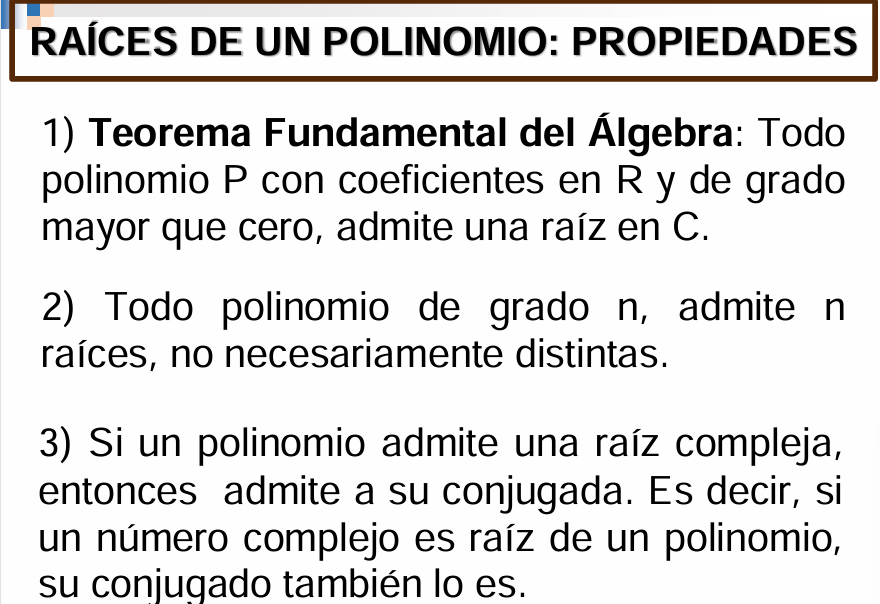 RAÍCES DE UN POLINOMIO: PROPIEDADES
1) Teorema Fundamental del Álgebra: Todo
polinomio P con coeficientes en R y de grado
mayor que cero, admite una raíz en C.
2) Todo polinomio de grado n, admite n
raíces, no necesariamente distintas.
3) Si un polinomio admite una raíz compleja,
entonces admite a su conjugada. Es decir, si
un número complejo es raíz de un polinomio,
su conjugado también lo es.